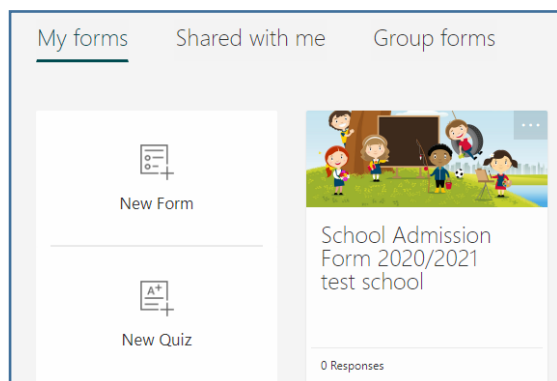 My forms Shared with me Group forms
New Form
A+
New Quiz
School Admission
Form 2020/2021
test school
0 Responses